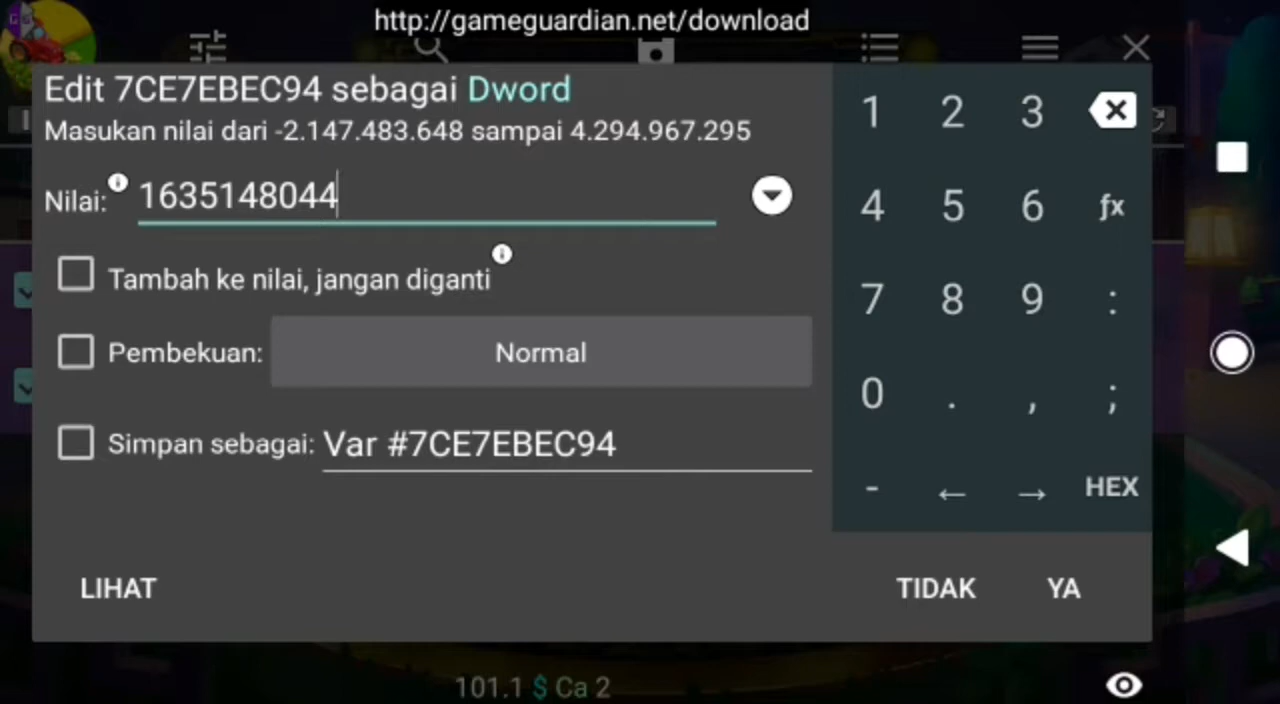 http://gameguardian.net/download
Edit 7CE7EBEC94 sebagai Dword
Masukan nilai dari -2.147.483.648 sampai 4.294.967.295
Nilai: 1635148044
Tambah ke nilai, jangan diganti
Pembekuan: Normal
Simpan sebagai: Var #7CE7EBEC94
1 2 3
4 5 6 ƒx
7 8 9 :
0 . , ;
- ← → HEX
LIHAT TIDAK YA
101.1 $ Ca 2